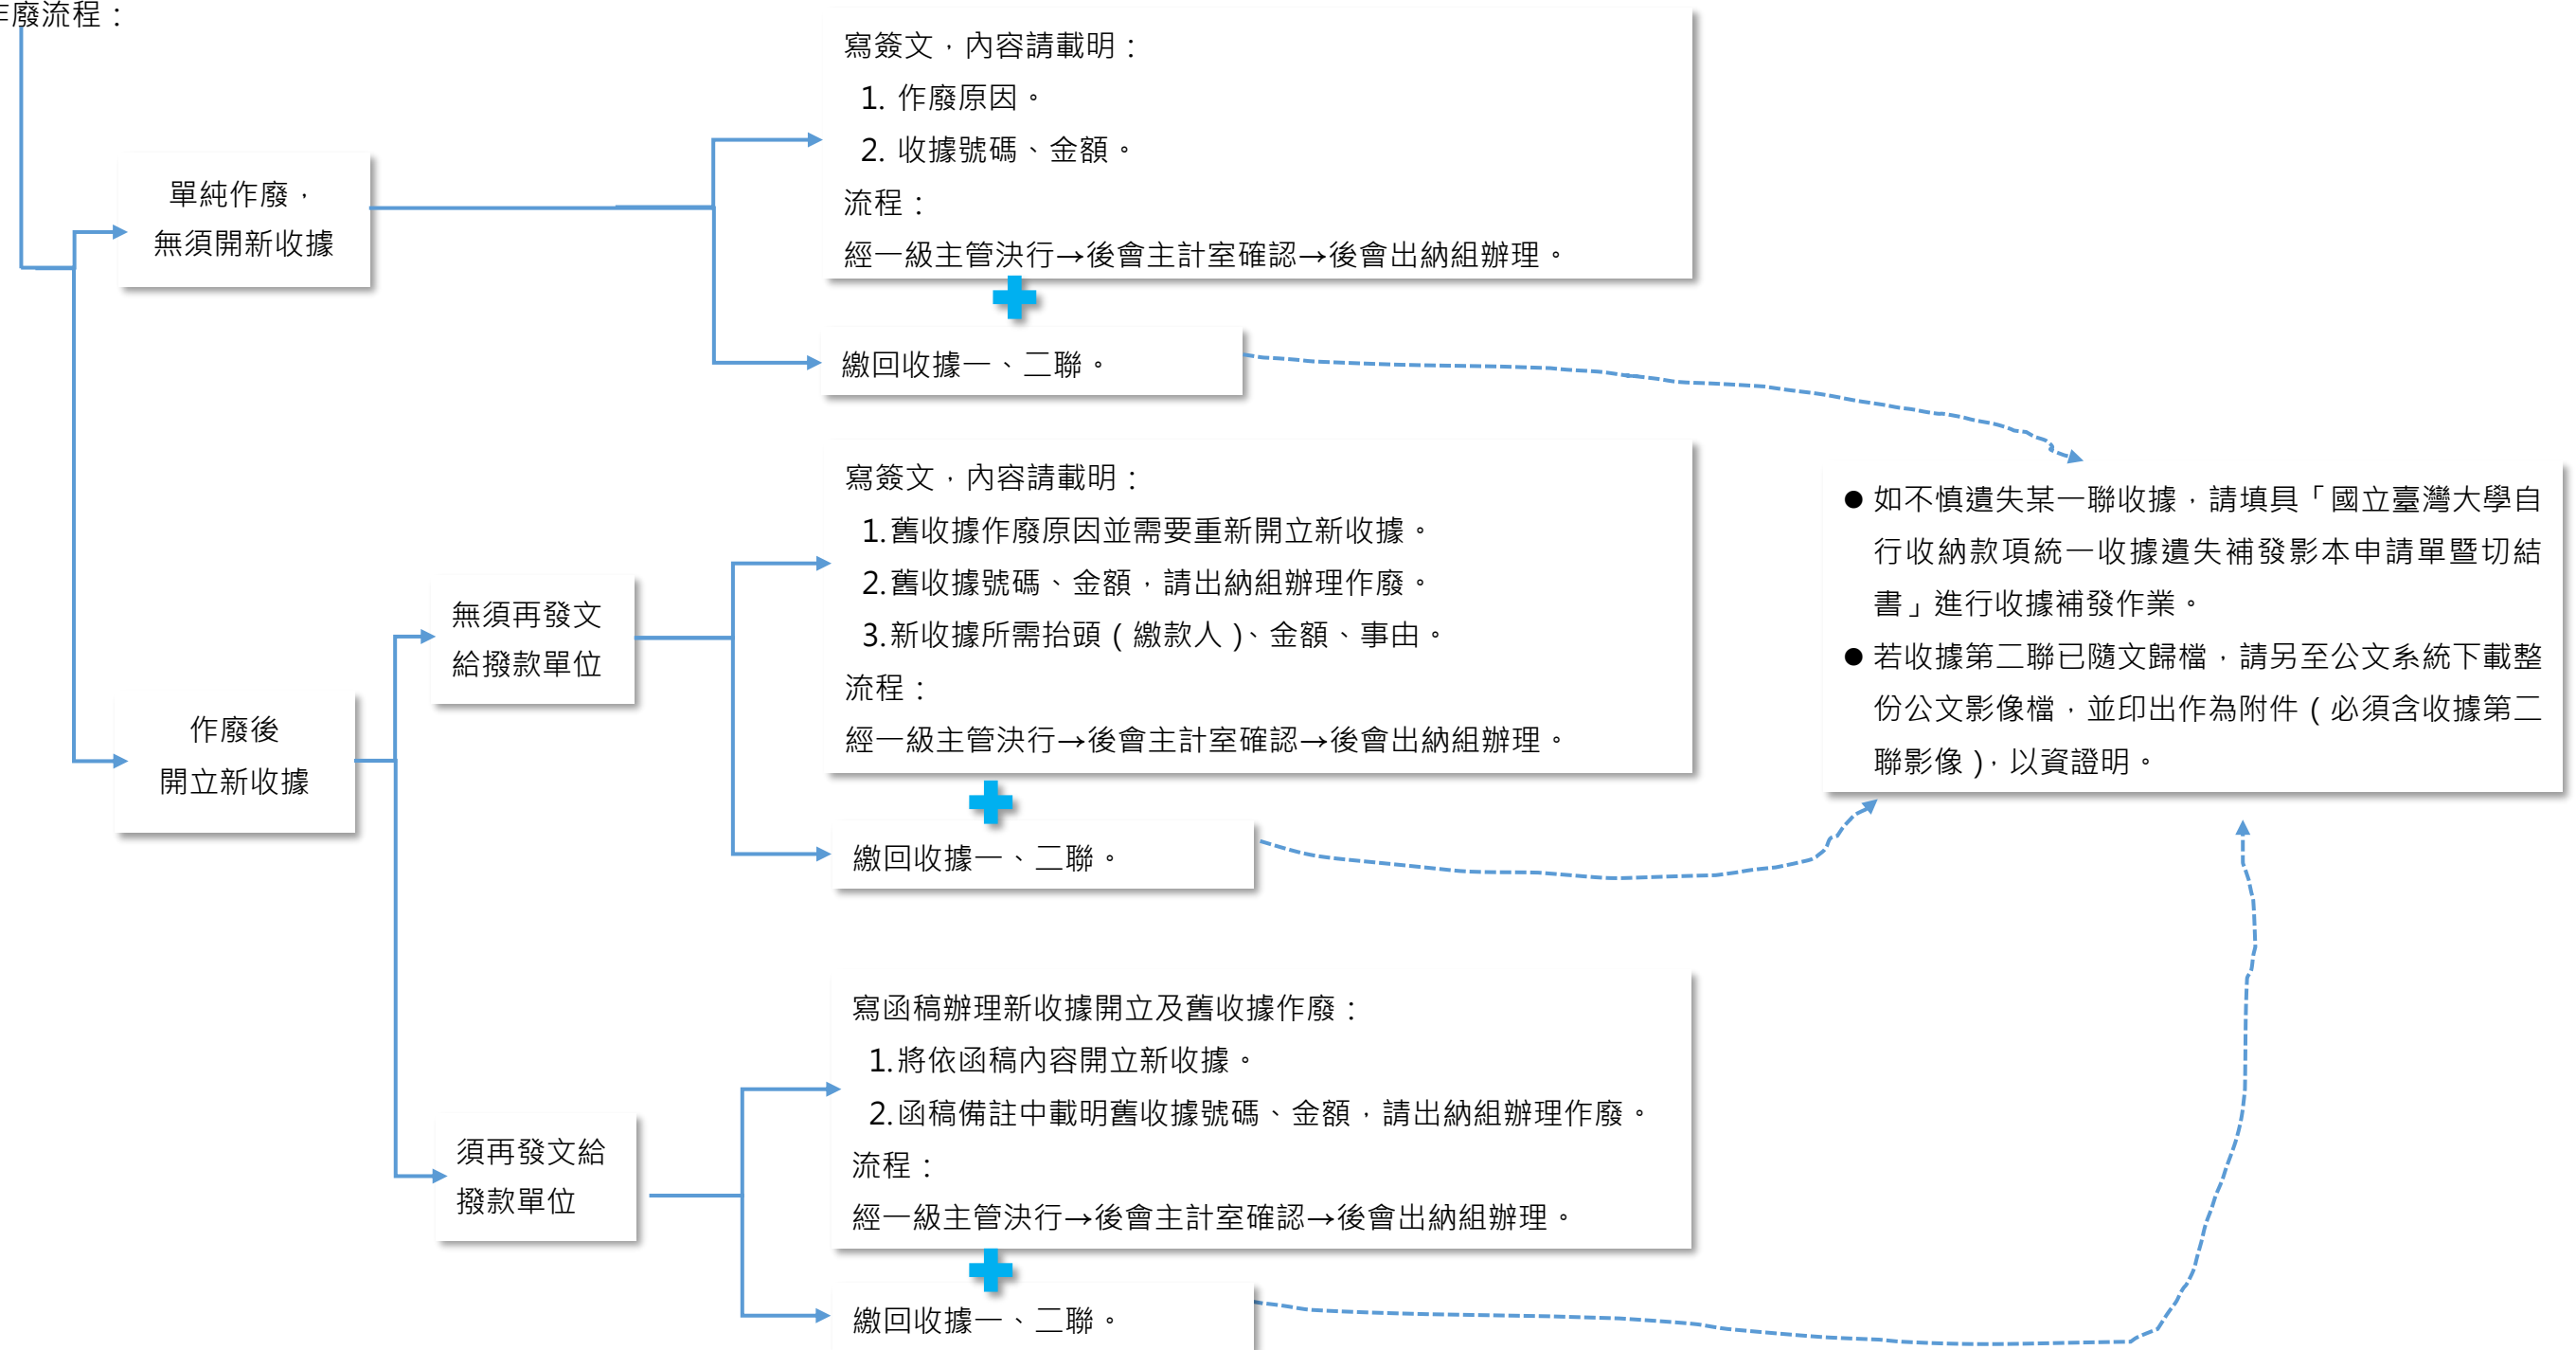 作廢流程：
寫簽文，內容請載明：
1. 作廢原因。
2. 收據號碼、金額。
流程：
經一級主管決行→後會主計室確認→後會出納組辦理。
單純作廢，
無須開新收據
繳回收據一、二聯。
寫簽文，內容請載明：
1.舊收據作廢原因並需要重新開立新收據。
2.舊收據號碼、金額，請出納組辦理作廢。
3.新收據所需抬頭（繳款人）、金額、事由。
流程：
經一級主管決行→後會主計室確認→後會出納組辦理。
無須再發文
給撥款單位
作廢後
開立新收據
繳回收據一、二聯。
● 如不慎遺失某一聯收據，請填具「國立臺灣大學自
行收納款項統一收據遺失補發影本申請單暨切結
書」進行收據補發作業。
● 若收據第二聯已隨文歸檔，請另至公文系統下載整
份公文影像檔，並印出作為附件（必須含收據第二
聯影像），以資證明。
寫函稿辦理新收據開立及舊收據作廢：
1.將依函稿內容開立新收據。
2.函稿備註中載明舊收據號碼、金額，請出納組辦理作廢。
流程：
經一級主管決行→後會主計室確認→後會出納組辦理。
須再發文給
撥款單位
繳回收據一、二聯。